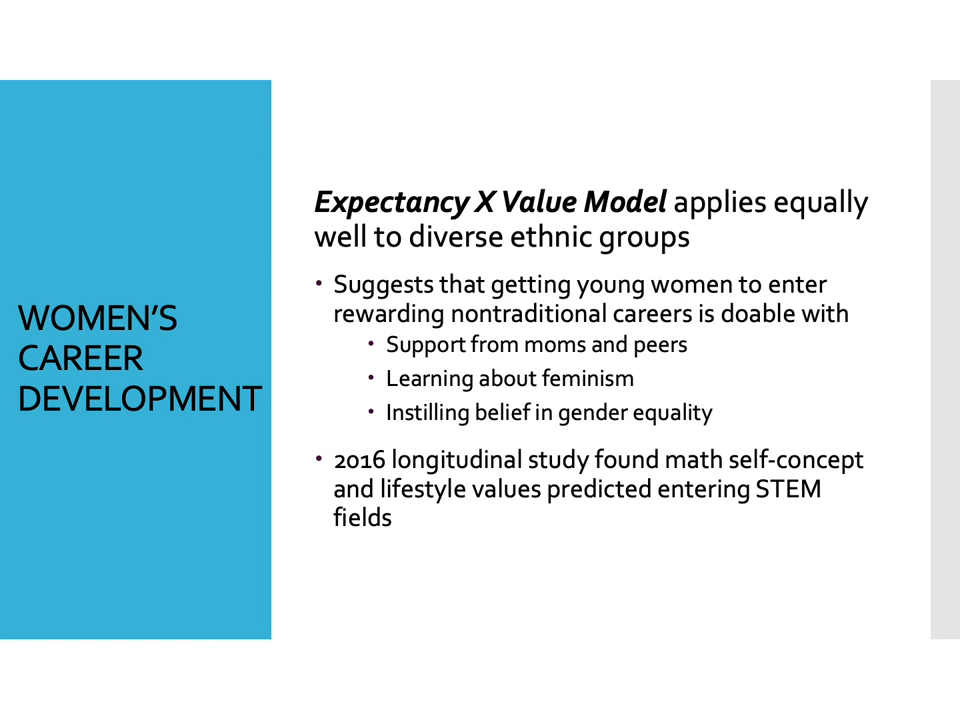 WOMEN'S
CAREER
DEVELOPMENT
Expectancy X Value Model applies equally
well to diverse ethnic groups
• Suggests that getting young women to enter
rewarding nontraditional careers is doable with
• Support from moms and peers
• Learning about feminism
• Instilling belief in gender equality
• 2016 longitudinal study found math self-concept
and lifestyle values predicted entering STEM
fields